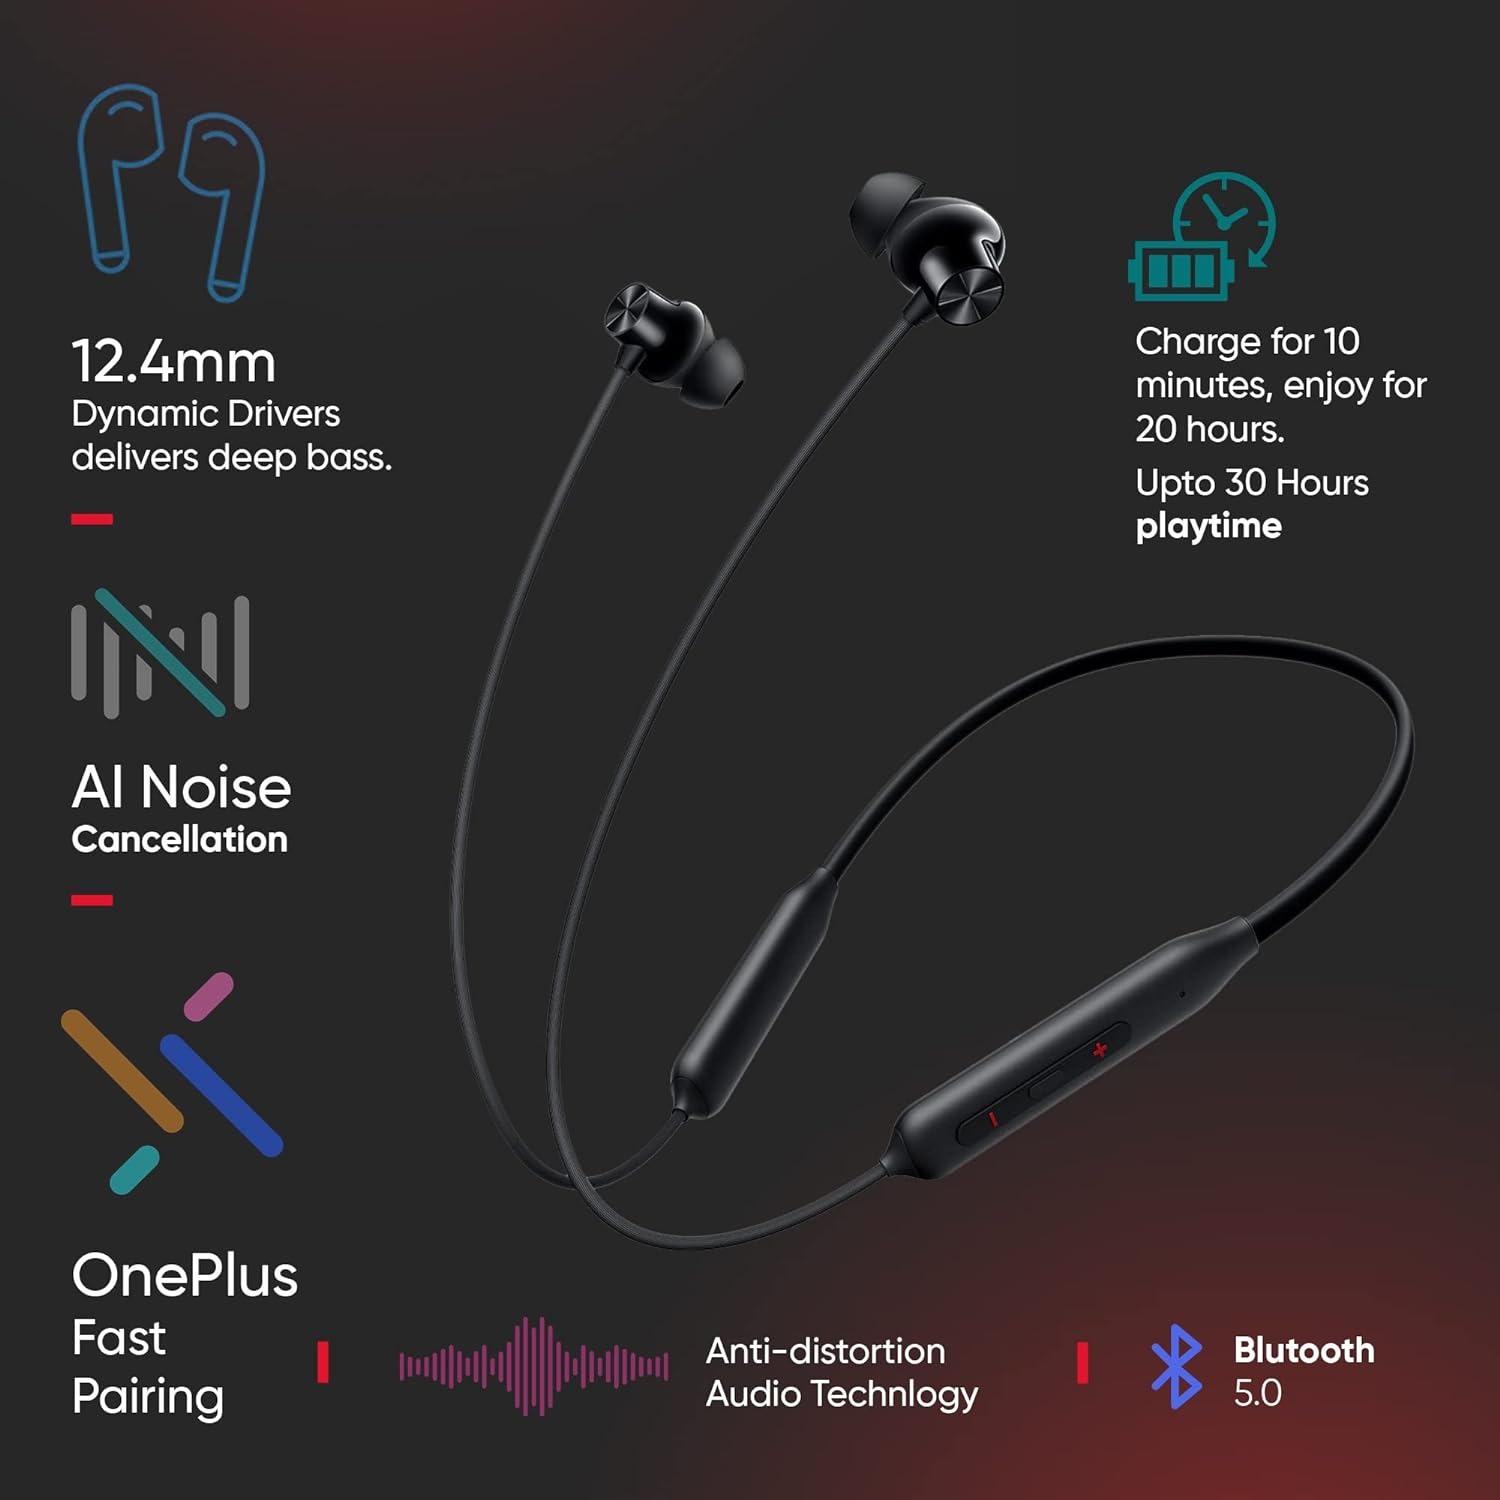 12.4mm
Dynamic Drivers
delivers deep bass.
Charge for 10
minutes, enjoy for
20 hours.
Upto 30 Hours
playtime
AI Noise
Cancellation
OnePlus
Fast
Pairing
Anti-distortion
Audio Technlogy
Blutooth
5.0